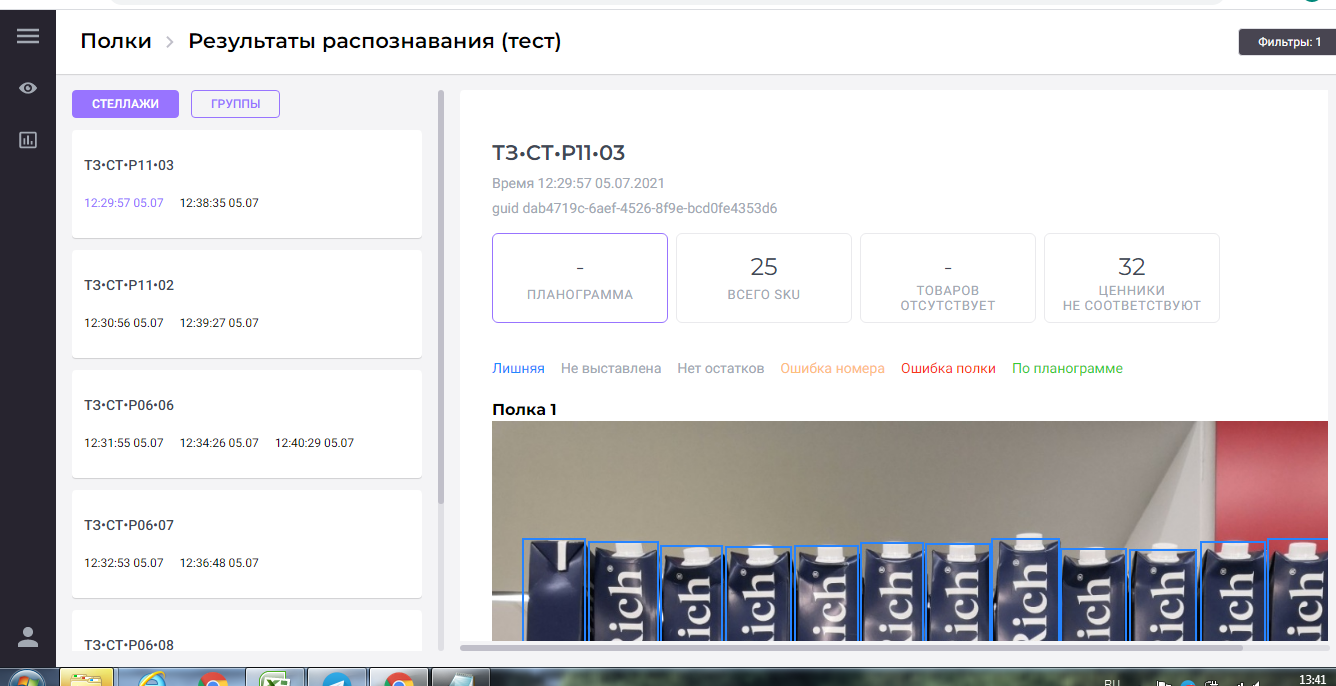 Полки > Результаты распознавания (тест)
Фильтры: 1
СТЕЛЛАЖИ ГРУППЫ
ТЗ•СТ•Р11•03
12:29:57 05.07 12:38:35 05.07
ТЗ•СТ•Р11•02
12:30:56 05.07 12:39:27 05.07
ТЗ•СТ•Р06•06
12:31:55 05.07 12:34:26 05.07 12:40:29 05.07
ТЗ•СТ•Р06•07
12:32:53 05.07 12:36:48 05.07
ТЗ•СТ•Р06•08
ТЗ•СТ•Р11•03
Время 12:29:57 05.07.2021
guid dab4719c-6aef-4526-8f9e-bcd0fe4353d6
-
ПЛАНОГРАММА
25
ВСЕГО SKU
-
ТОВАРОВ
ОТСУТСТВУЕТ
32
ЦЕННИКИ
НЕ СООТВЕТСТВУЮТ
Лишняя Не выставлена Нет остатков Ошибка номера Ошибка полки По планограмме
Полка 1
Rich® Rich® Rich® Rich® Rich® Rich® Rich® Rich® Rich® Rich® Rich®
RU
13:41